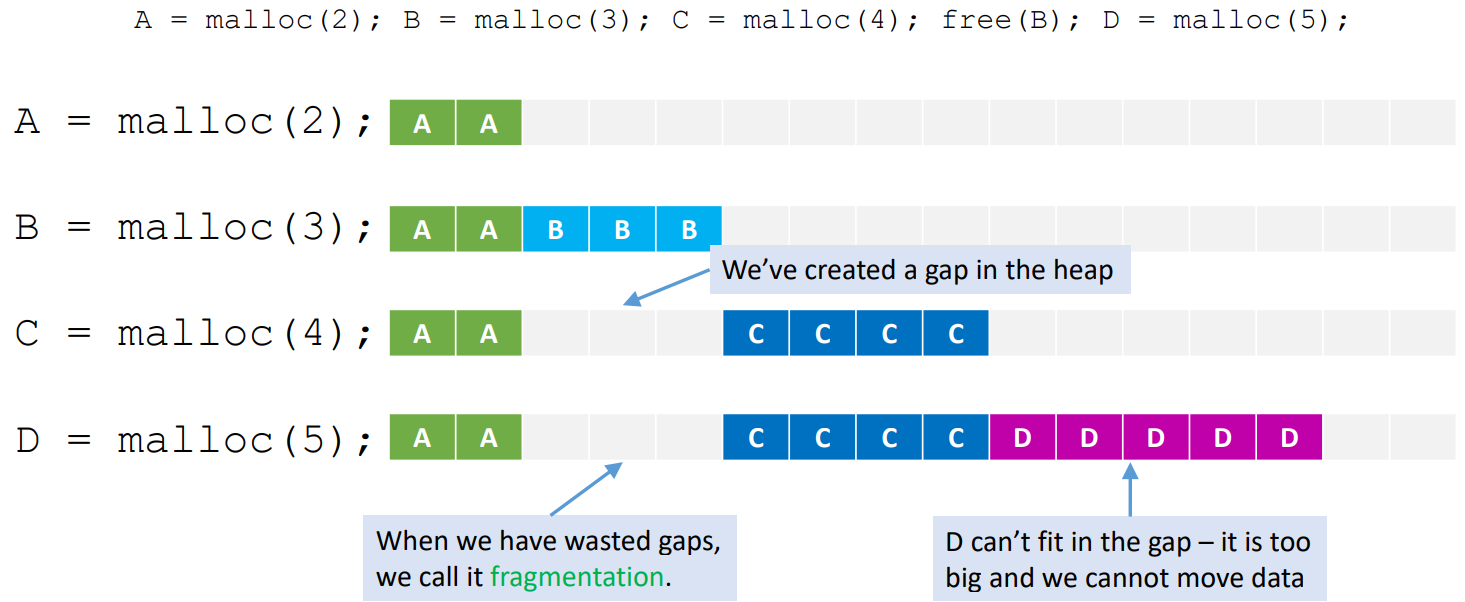 A = malloc(2); B = malloc(3); C = malloc(4); free(B); D = malloc(5);
A = malloc(2); A A
B = malloc(3); A A B B B
We've created a gap in the heap
C = malloc(4); A A C C C C
D = malloc(5); A A C C C C D D D D D
When we have wasted gaps,
we call it fragmentation.
D can't fit in the gap – it is too
big and we cannot move data